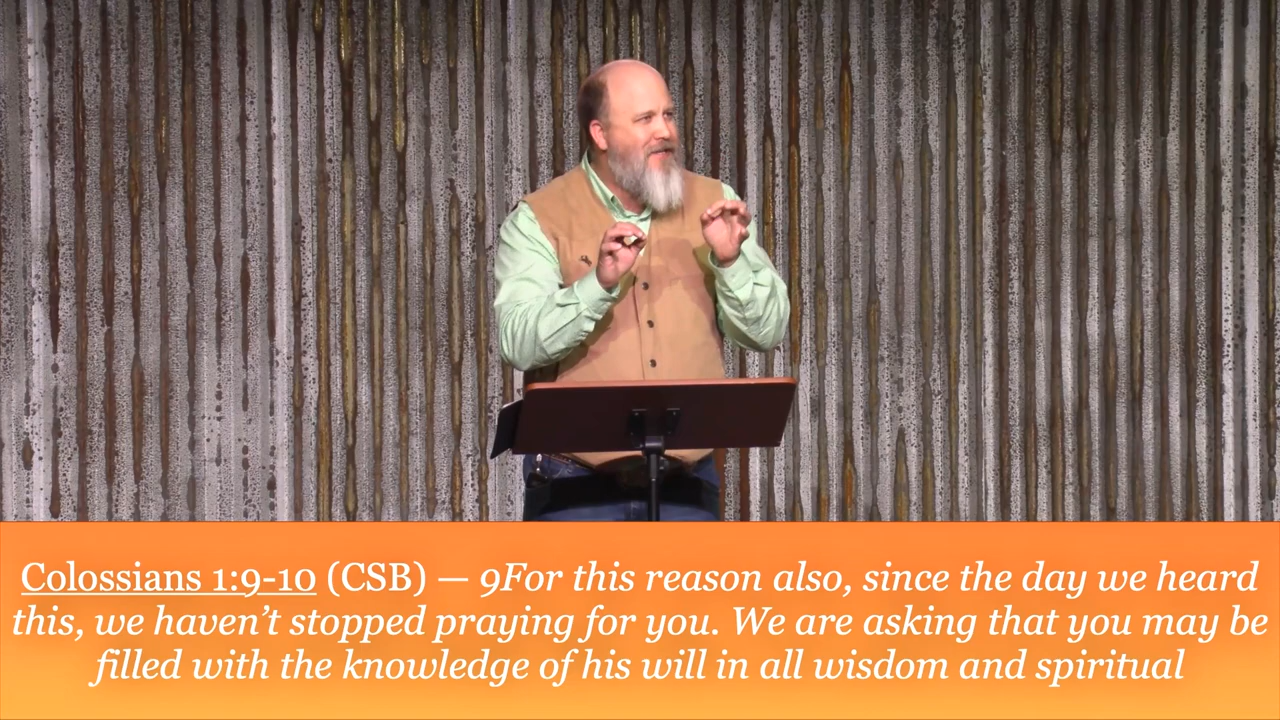 Colossians 1:9-10 (CSB) — 9For this reason also, since the day we heard
this, we haven’t stopped praying for you. We are asking that you may be
filled with the knowledge of his will in all wisdom and spiritual